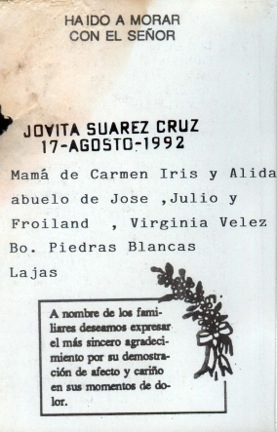 HA IDO A MORAR
CON EL SEÑOR
JOVITA SUAREZ CRUZ
17-AGOSTO-1992
Mamá de Carmen Iris y Alida
abuelo de Jose ,Julio y
Froiland , Virginia Velez
Bo. Piedras Blancas
Lajas
A nombre de los fami-
liares deseamos expresar
el más sincero agradeci-
miento por su demostra-
ción de afecto y cariño
en sus momentos de do-
lor.